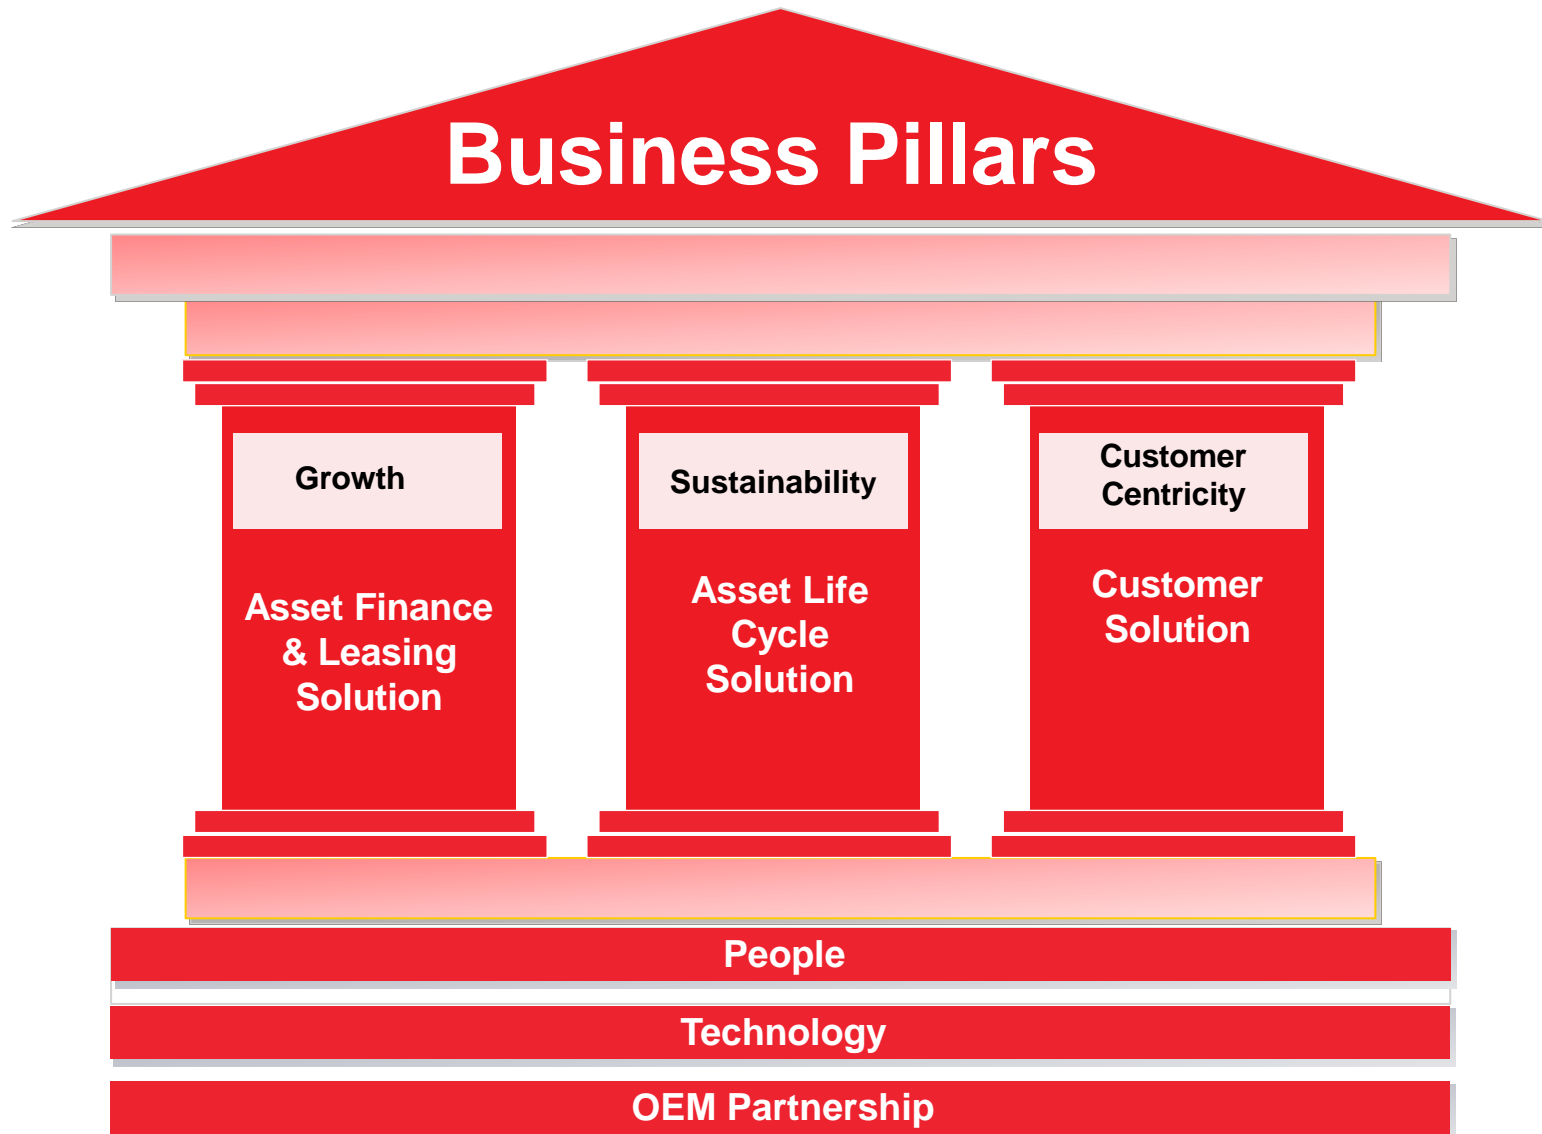 Business Pillars
Growth
Asset Finance
& Leasing
Solution
Sustainability
Asset Life
Cycle
Solution
Customer
Centricity
Customer
Solution
People
Technology
OEM Partnership